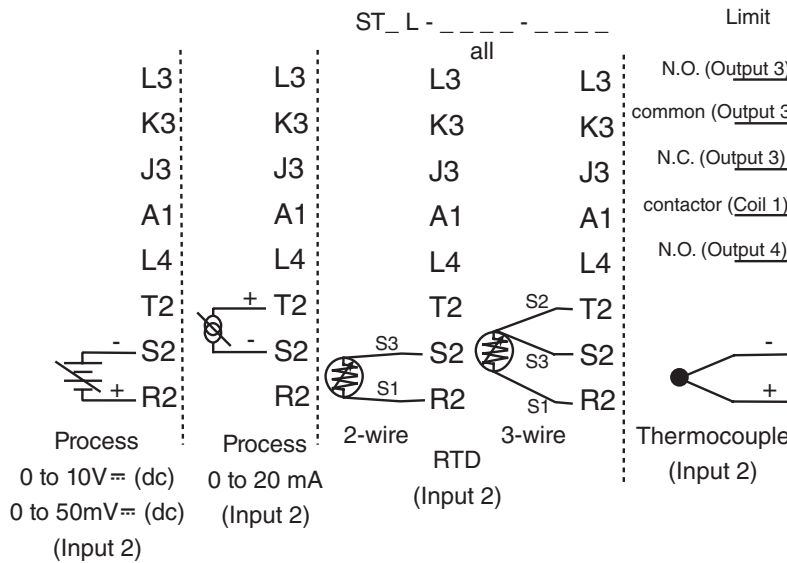 ST_ L - _ _ _ _ - _ _ _ _
all
Limit
L3
K3
J3
A1
L4
T2
- S2
+ R2
Process
0 to 10V⎓ (dc)
0 to 50mV⎓ (dc)
(Input 2)
L3
K3
J3
A1
L4
+ T2
- S2
R2
Process
0 to 20 mA
(Input 2)
L3
K3
J3
A1
L4
T2
S3 S2
S1 R2
2-wire
L3
K3
J3
A1
L4
S2 T2
S3 S2
S1 R2
3-wire
RTD
(Input 2)
N.O. (Output 3)
common (Output 3
N.C. (Output 3)
contactor (Coil 1)
N.O. (Output 4)
-
+
Thermocouple
(Input 2)